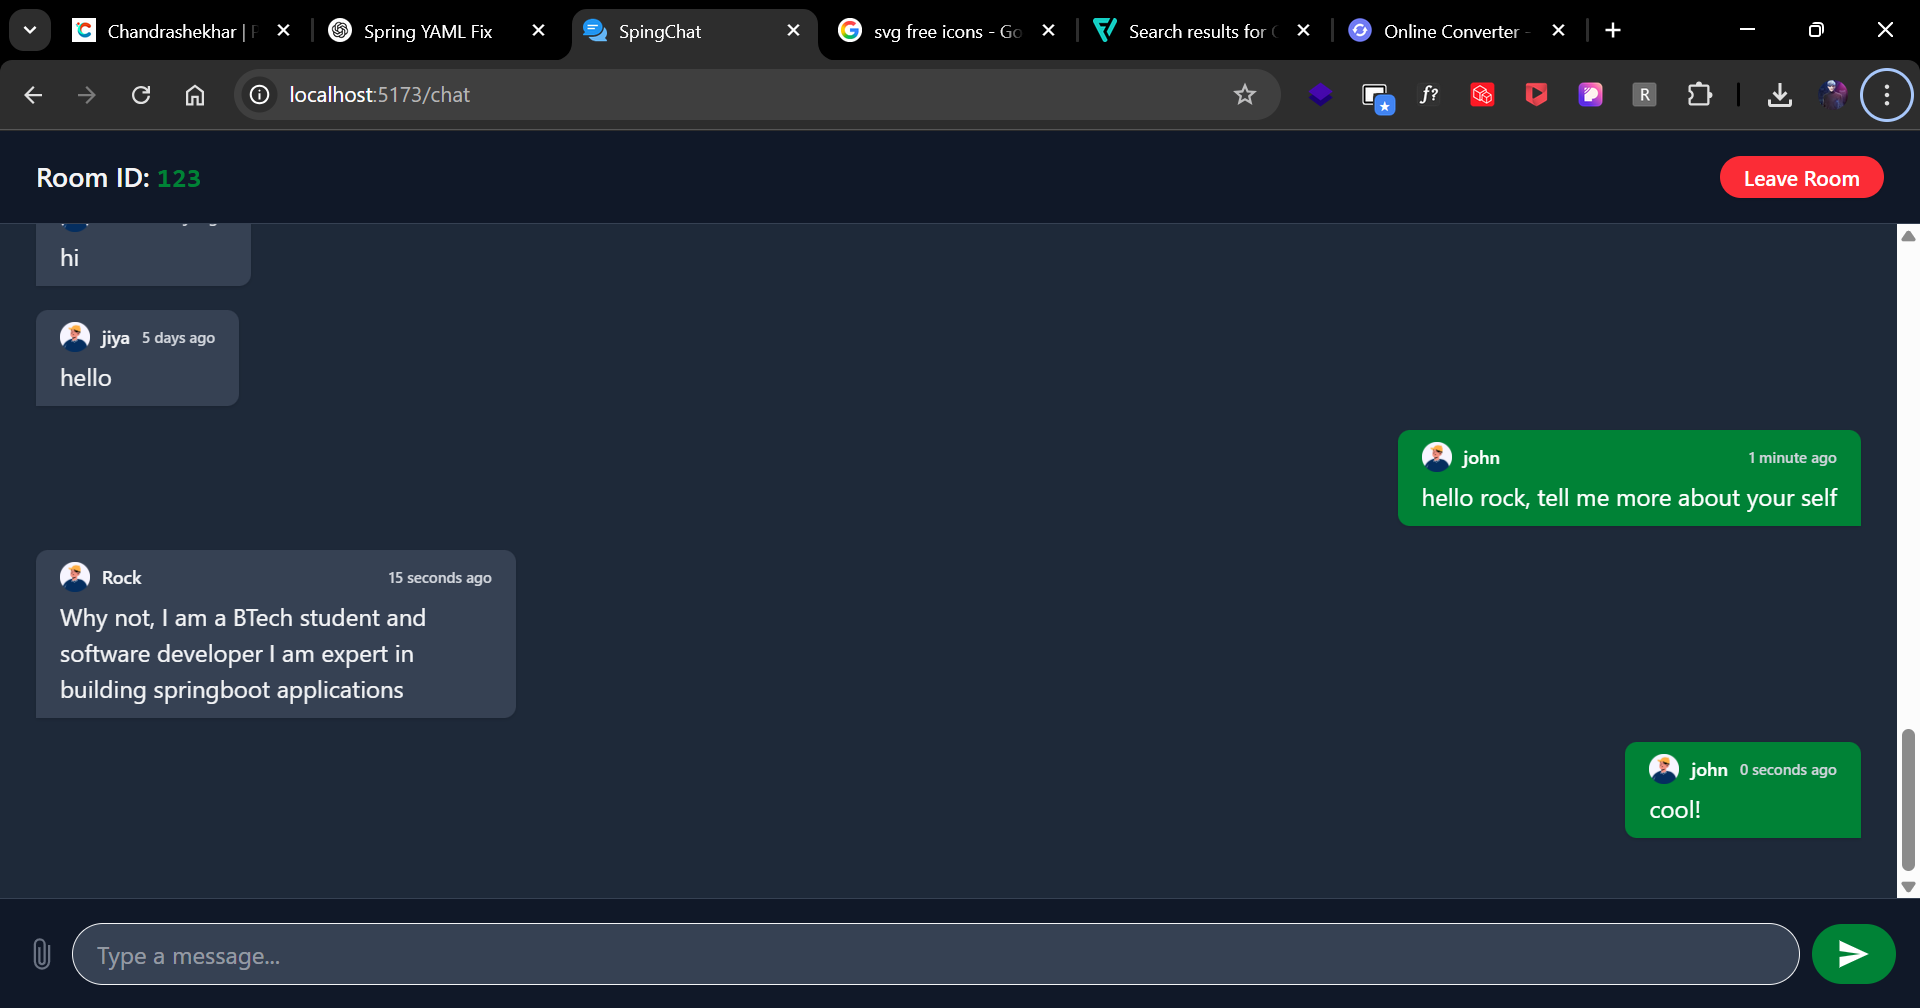 Chandrashekhar |
Spring YAML Fix
SpingChat
svg free icons - Go
Search results for
Online Converter -
localhost:5173/chat
f?
R
Room ID: 123
Leave Room
hi
jiya 5 days ago
hello
john 1 minute ago
hello rock, tell me more about your self
Rock 15 seconds ago
Why not, I am a BTech student and
software developer I am expert in
building springboot applications
john 0 seconds ago
cool!
Type a message...